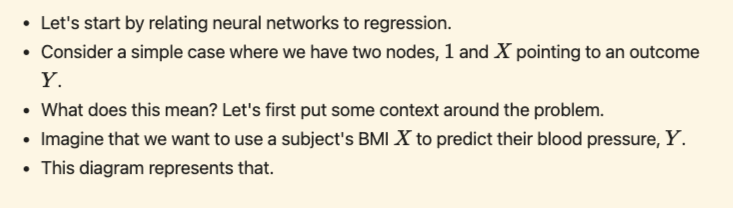 • Let's start by relating neural networks to regression.
• Consider a simple case where we have two nodes, 1 and X pointing to an outcome
Y.
• What does this mean? Let's first put some context around the problem.
• Imagine that we want to use a subject's BMI X to predict their blood pressure, Y.
• This diagram represents that.